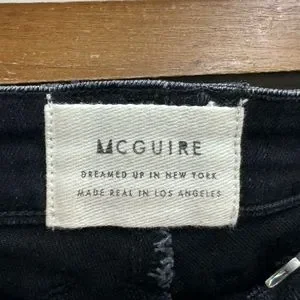 MCGUIRE
DREAMED UP IN NEW YORK
MADE REAL IN LOS ANGELES